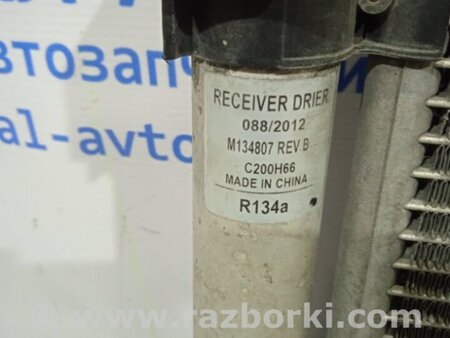 втозапч
al-avto
RECEIVER DRIER
088/2012
M134807 REV B
C200H66
MADE IN CHINA
R134a
www.razborki.com